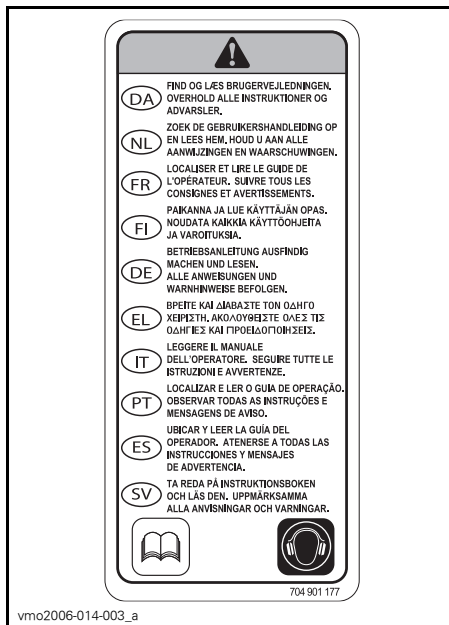 DA
FIND OG LÆS BRUGERVEJLEDNINGEN.
OVERHOLD ALLE INSTRUKTIONER OG
ADVARSLER.
NL
ZOEK DE GEBRUIKERSHANDLEIDING OP
EN LEES HEM. HOUD U AAN ALLE
AANWIJZINGEN EN WAARSCHUWINGEN.
FR
LOCALISER ET LIRE LE GUIDE DE
L'OPÉRATEUR. SUIVRE TOUS LES
CONSIGNES ET AVERTISSEMENTS.
FI
PAIKANNA JA LUE KÄYTTÄJÄN OPAS.
NOUDATA KAIKKIA KÄYTTÖOHJEITA
JA VAROITUKSIA.
DE
BETRIEBSANLEITUNG AUSFINDIG
MACHEN UND LESEN.
ALLE ANWEISUNGEN UND
WARNHINWEISE BEFOLGEN.
EL
ΒΡΕΙΤΕ ΚΑΙ ΔΙΑΒΑΣΤΕ ΤΟΝ ΟΔΗΓΟ
ΧΕΙΡΙΣΤΗ. ΑΚΟΛΟΥΘΕΙΣΤΕ ΟΛΕΣ ΤΙΣ
ΟΔΗΓΙΕΣ ΚΑΙ ΠΡΟΕΙΔΟΠΟΙΗΣΕΙΣ.
IT
LEGGERE IL MANUALE
DELL'OPERATORE. SEGUIRE TUTTE LE
ISTRUZIONI E AVVERTENZE.
PT
LOCALIZAR E LER O GUIA DE OPERAÇÃO.
OBSERVAR TODAS AS INSTRUÇÕES E
MENSAGENS DE AVISO.
ES
UBICAR Y LEER LA GUÍA DEL
OPERADOR. ATENERSE A TODAS LAS
INSTRUCCIONES Y MENSAJES
DE ADVERTENCIA.
SV
TA REDA PÅ INSTRUKTIONSBOKEN
OCH LÄS DEN. UPPMÄRKSAMMA
ALLA ANVISNINGAR OCH VARNINGAR.
704 901 177
vmo2006-014-003_a